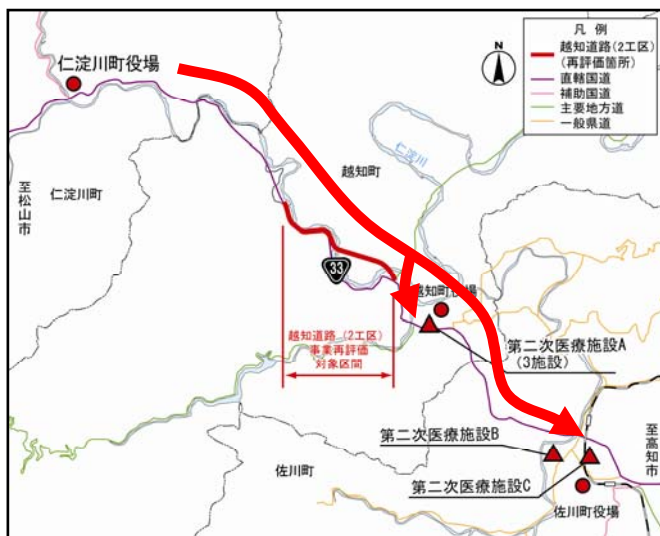 凡例
越知道路(2工区)
(再評価箇所)
直轄国道
補助国道
主要地方道
一般県道
N
仁淀川町役場
越知町
仁淀川
至松山市
仁淀川町
33
越知町役場
越知道路(2工区)
事業再評価
対象区間
第二次医療施設A
(3施設)
第二次医療施設B
至高知市
佐川町
第二次医療施設C
佐川町役場